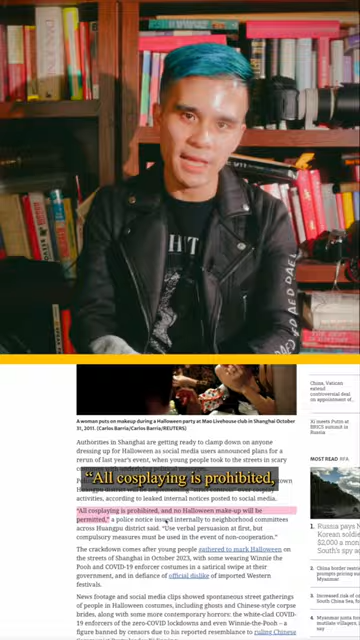 A woman puts on makeup during a Halloween party at Mao Livehouse club in Shanghai October
31, 2011. (Carlos Barria/Carlos Barria/REUTERS)
Authorities in Shanghai are getting ready to clamp down on anyone
dressing up for Halloween as social media users announced plans for a
rerun of last year's event, when young people took to the streets in scary
“All cosplaying is prohibited,
activities, according to leaked internal notices posted to social media.
“All cosplaying is prohibited, and no Halloween make-up will be
permitted,” a police notice issued internally to neighborhood committees
across Huangpu district said. “Use verbal persuasion at first, but
compulsory measures must be used in the event of non-cooperation.”
The crackdown comes after young people gathered to mark Halloween on
the streets of Shanghai in October 2023, with some wearing Winnie the
Pooh and COVID-19 enforcer costumes in a satirical swipe at their
government, and in defiance of official dislike of imported Western
festivals.
News footage and social media clips showed spontaneous street gatherings
of people in Halloween costumes, including ghosts and Chinese-style corpse
brides, along with some more contemporary horrors: the white-clad COVID-
19 enforcers of the zero-COVID lockdowns and even Winnie-the-Pooh – a
figure banned by censors due to his reported resemblance to ruling Chinese
China, Vatican
extend
controversial deal
on appointment of
Xi meets Putin at
BRICS summit in
Russia
MOST READ RFA
1. Russia pays N
Korean soldier
$2,000 a mon
South's spy ag
2. China border
prompts
Myanmar
3. Increased risk of co
South China Sea, fo
4. Myanmar junta
multiple
villages,